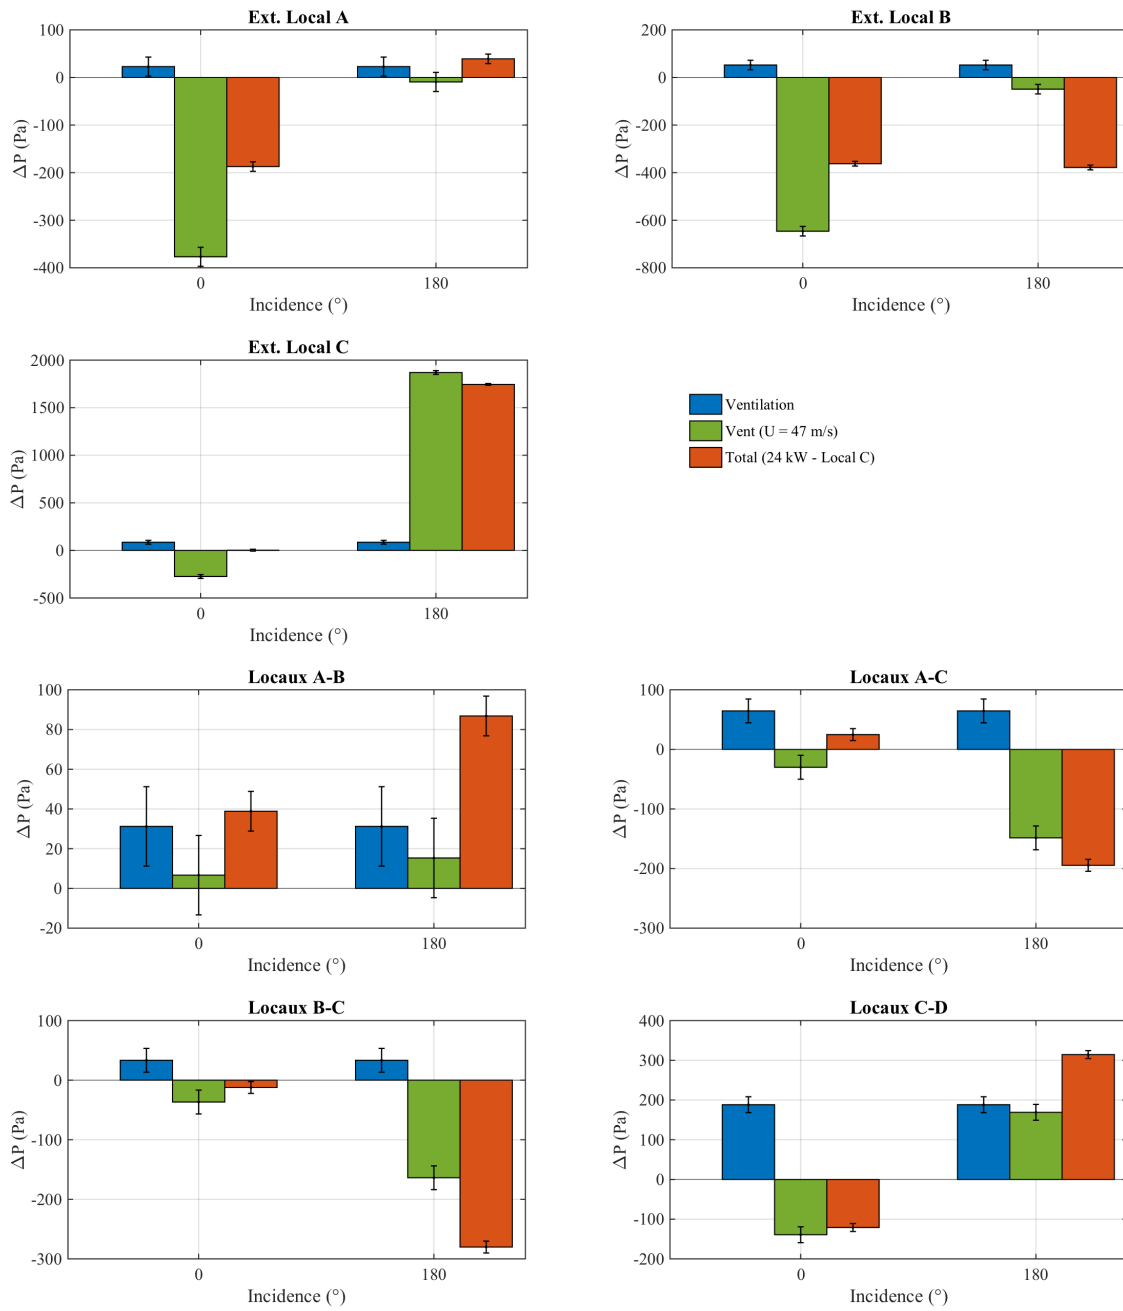 Ext. Local A
100
0
-100
-200
-300
-400
ΔP (Pa)
0
180
Incidence (°)
Ext. Local B
200
0
-200
-400
-600
-800
ΔP (Pa)
0
180
Incidence (°)
Ext. Local C
2000
1500
1000
500
0
-500
ΔP (Pa)
0
180
Incidence (°)
Ventilation
Vent (U = 47 m/s)
Total (24 kW - Local C)
Locaux A-B
100
80
60
40
20
0
-20
ΔP (Pa)
0
180
Incidence (°)
Locaux A-C
100
0
-100
-200
-300
ΔP (Pa)
0
180
Incidence (°)
Locaux B-C
100
0
-100
-200
-300
ΔP (Pa)
0
180
Incidence (°)
Locaux C-D
400
300
200
100
0
-100
-200
ΔP (Pa)
0
180
Incidence (°)